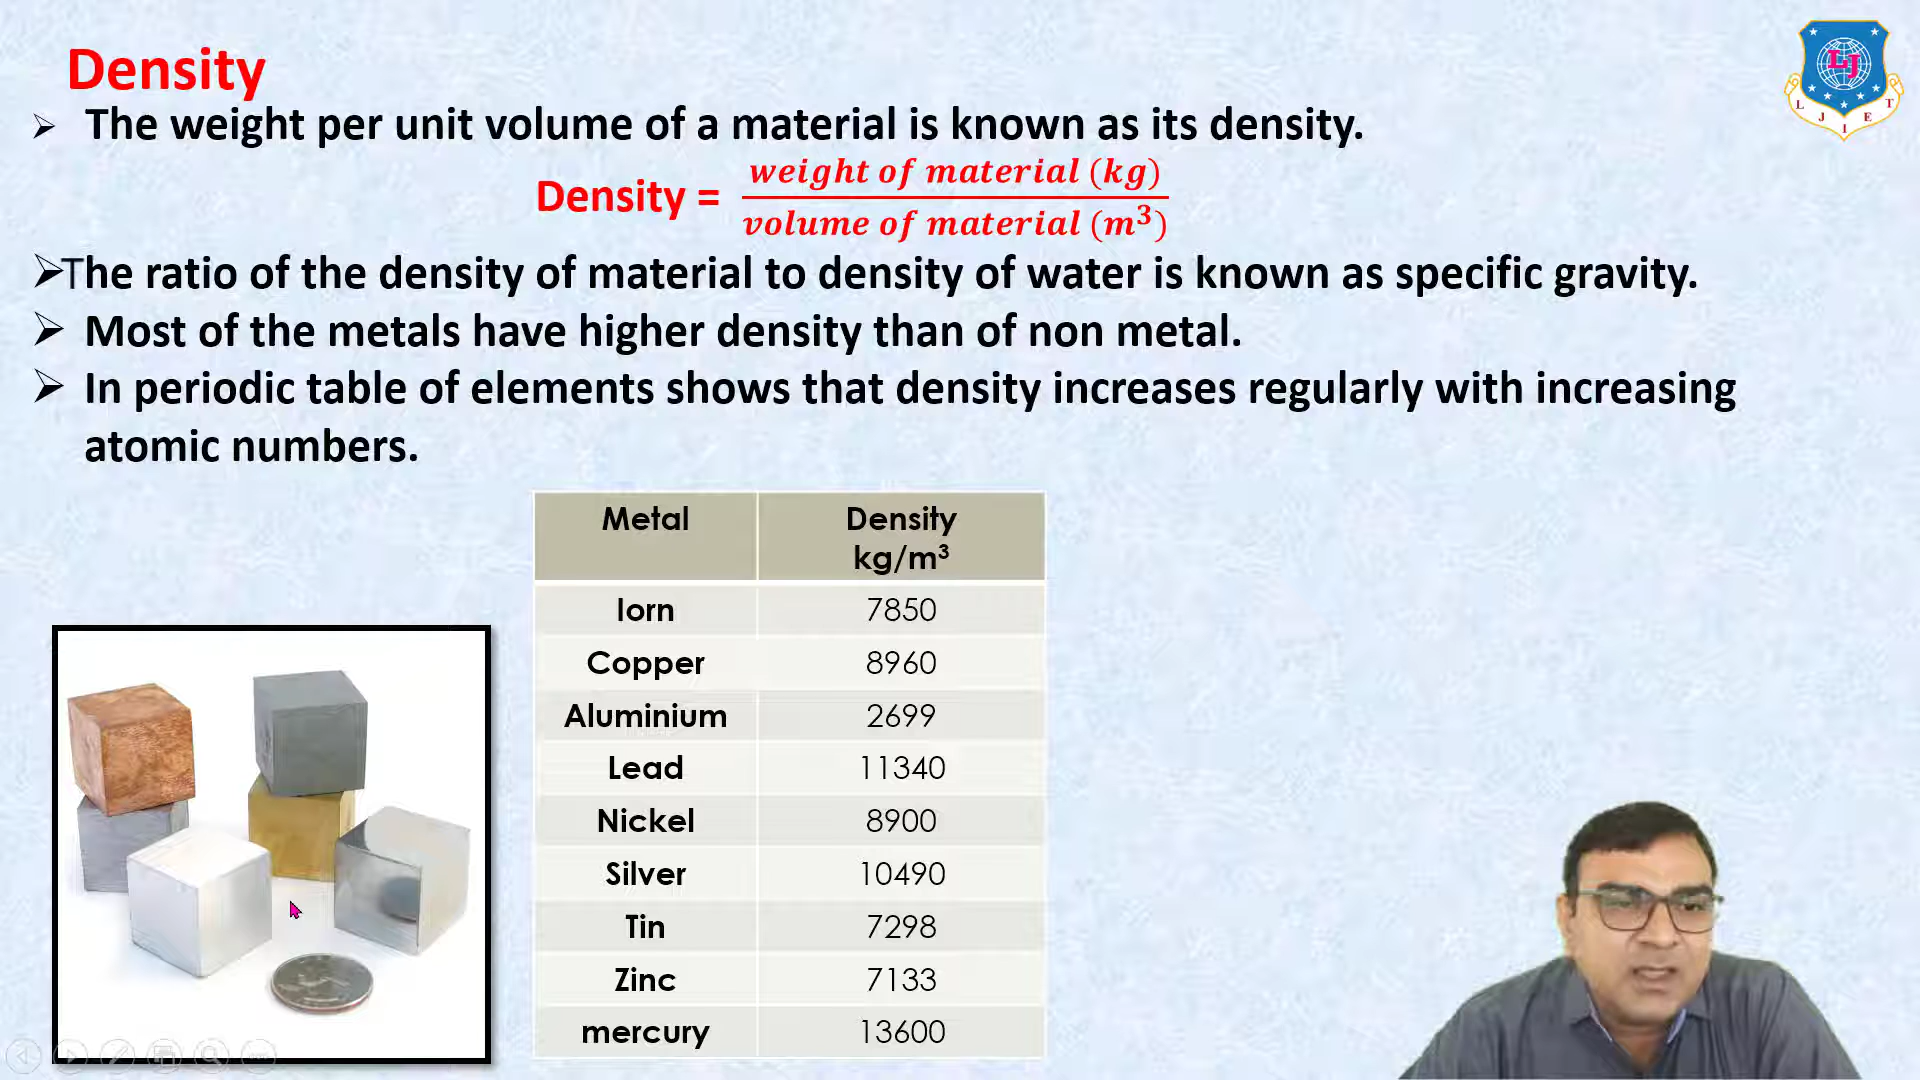 Density
➢ The weight per unit volume of a material is known as its density.
Density = weight of material (kg) / volume of material (m³)
➢The ratio of the density of material to density of water is known as specific gravity.
➢ Most of the metals have higher density than of non metal.
➢ In periodic table of elements shows that density increases regularly with increasing
atomic numbers.
Metal Density
kg/m³
Iorn 7850
Copper 8960
Aluminium 2699
Lead 11340
Nickel 8900
Silver 10490
Tin 7298
Zinc 7133
mercury 13600
LJ
L J I E T